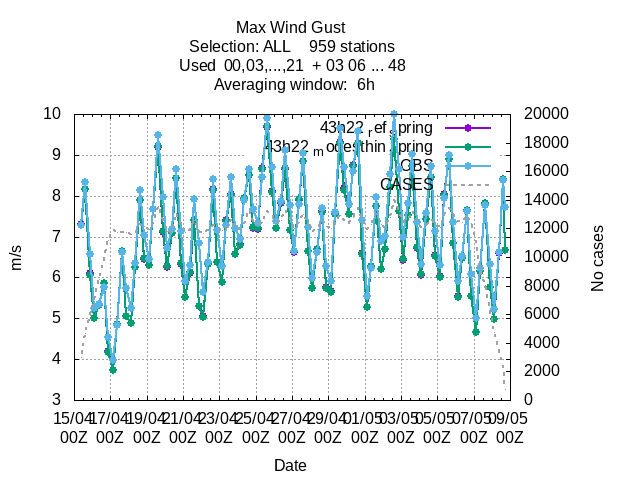 Max Wind Gust
Selection: ALL    959 stations
Used  00,03,...,21  + 03 06 ... 48
Averaging window:  6h
43h22_ref_spring
43h22_modesthin_spring
OBS
CASES
10
9
8
7
6
5
4
3
20000
18000
16000
14000
12000
10000
8000
6000
4000
2000
0
m/s
No cases
15/04 17/04 19/04 21/04 23/04 25/04 27/04 29/04 01/05 03/05 05/05 07/05 09/05
00Z 00Z 00Z 00Z 00Z 00Z 00Z 00Z 00Z 00Z 00Z 00Z 00Z
Date